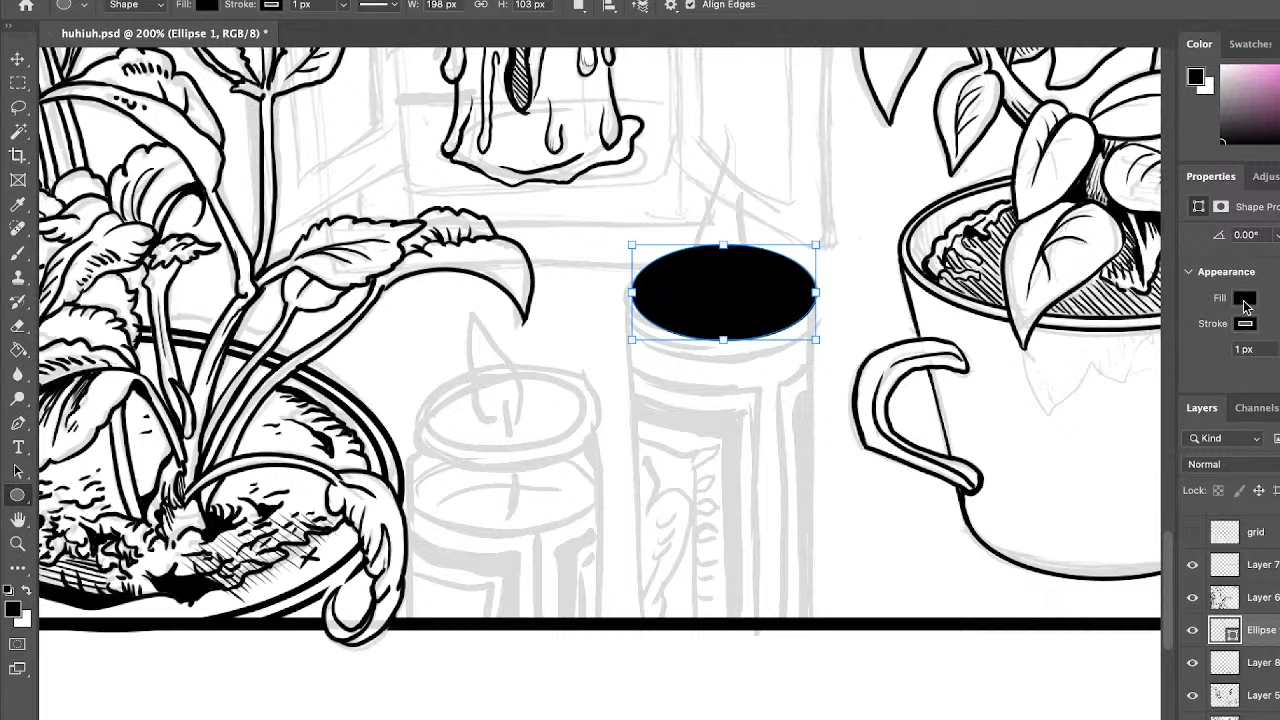 Shape Fill: Stroke: 1 px W: 198 px H: 103 px Align Edges
huhiuh.psd @ 200% (Ellipse 1, RGB/8) *
Color Swatches
Properties Adjus
Shape Pro
0.00°
Appearance
Fill
Stroke
1 px
Layers Channels
Kind
Normal
Lock:
grid
Layer 7
Layer 6
Ellipse
Layer 8
Layer 5